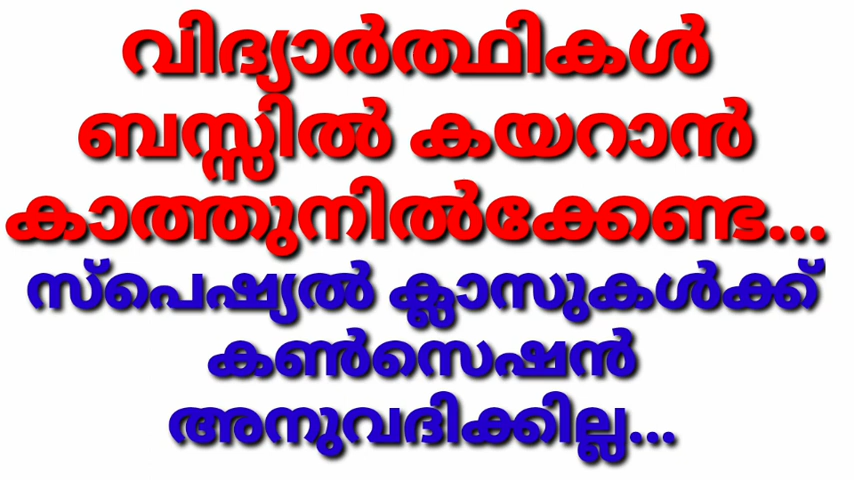 വിദ്യാർത്ഥികൾ
ബസ്സിൽ കയറാൻ
കാത്തുനിൽക്കേണ്ട...
സ്പെഷ്യൽ ക്ലാസുകൾക്ക്
കൺസെഷൻ
അനുവദിക്കില്ല...